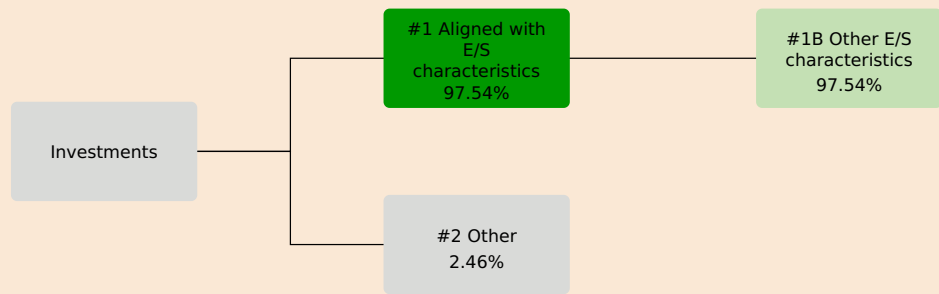 Investments
#1 Aligned with
E/S
characteristics
97.54%
#1B Other E/S
characteristics
97.54%
#2 Other
2.46%